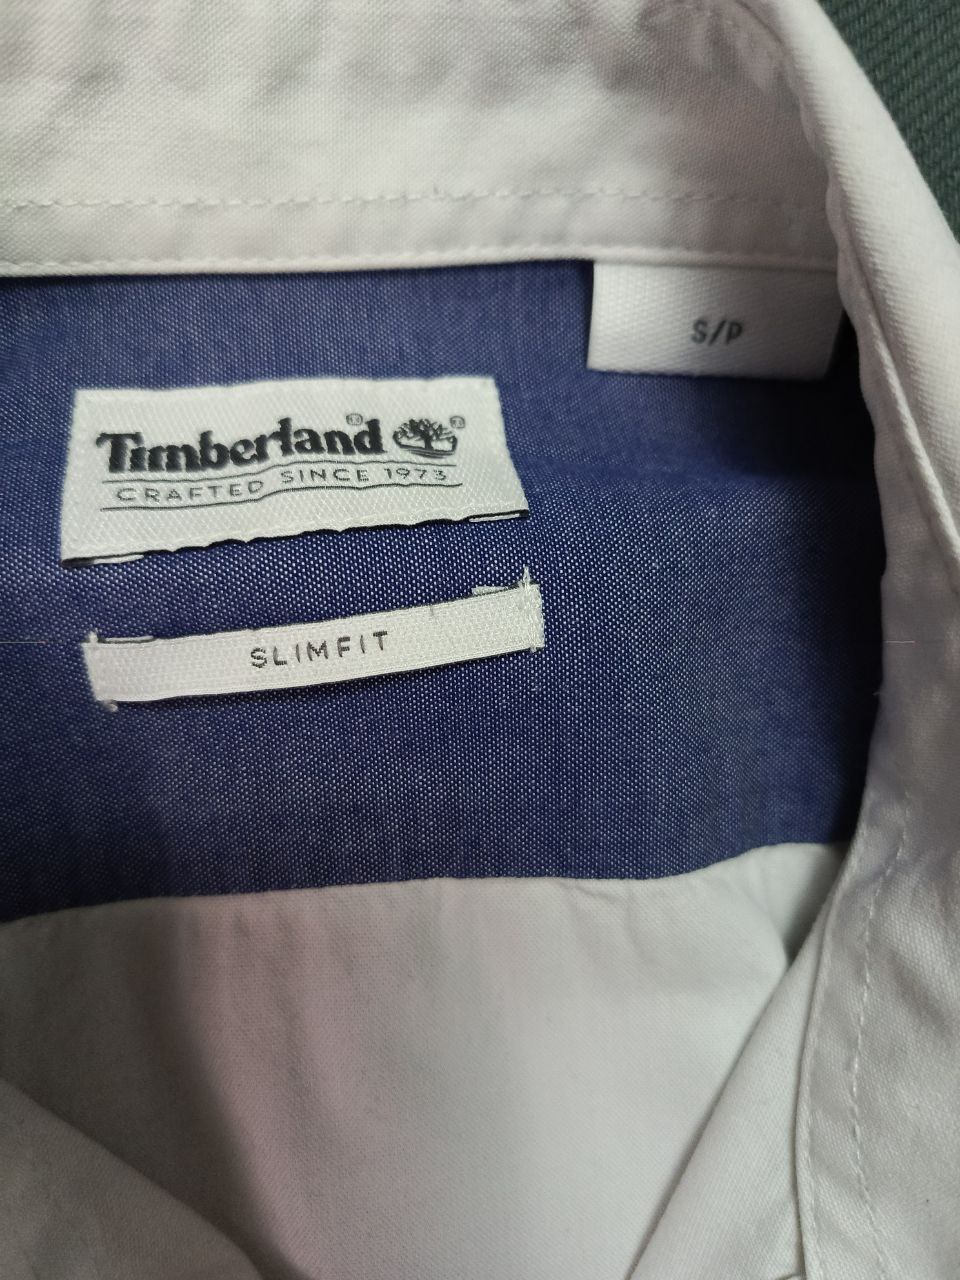 S/P
Timberland®
CRAFTED SINCE 1973
SLIMFIT